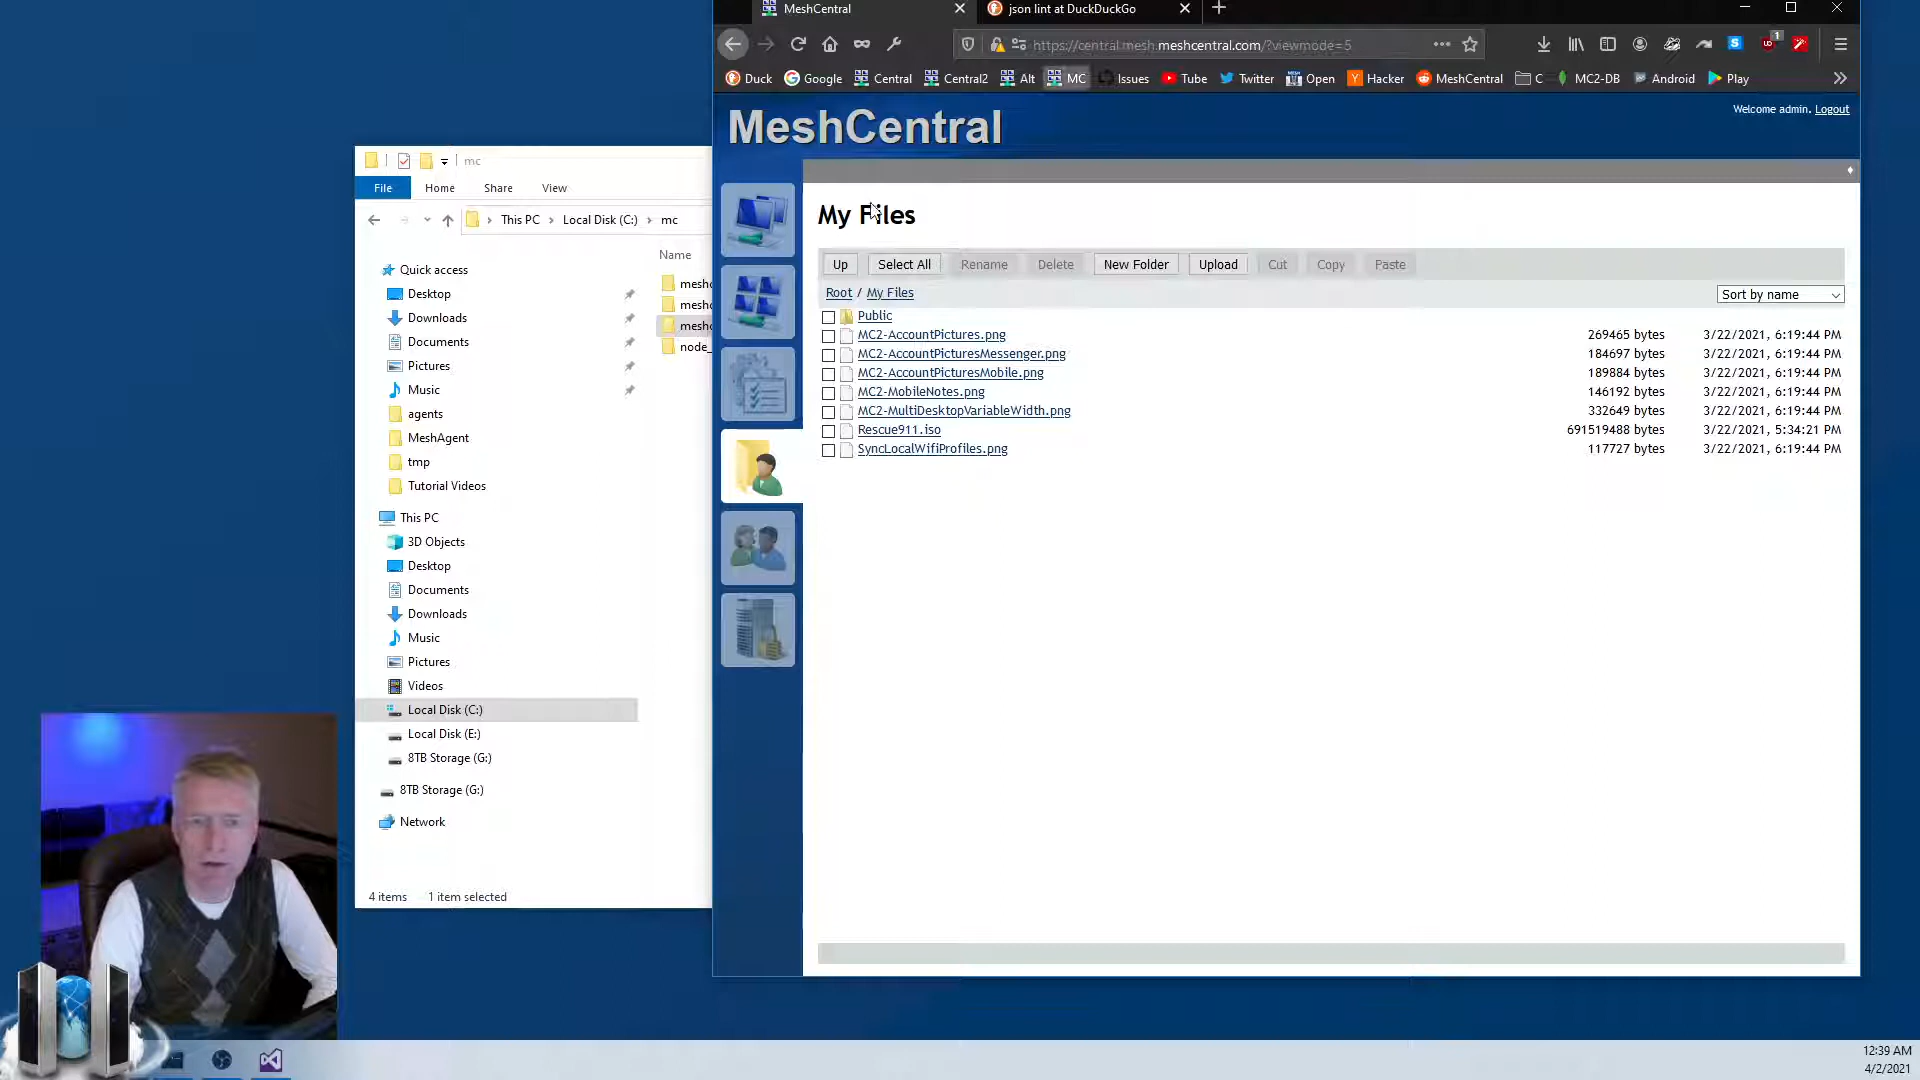 MeshCentral
json lint at DuckDuckGo
https://central.mesh.meshcentral.com/?viewmode=5
1
Duck
Google
Central
Central2
Alt
MC
Issues
Tube
Twitter
Open
Hacker
MeshCentral
C
MC2-DB
Android
Play
MeshCentral
Welcome admin. Logout
mc
File
Home
Share
View
This PC
Local Disk (C:)
mc
Name
Quick access
Desktop
Downloads
Documents
Pictures
Music
agents
MeshAgent
tmp
Tutorial Videos
This PC
3D Objects
Desktop
Documents
Downloads
Music
Pictures
Videos
Local Disk (C:)
Local Disk (E:)
8TB Storage (G:)
8TB Storage (G:)
Network
4 items
1 item selected
My Files
Up
Select All
Rename
Delete
New Folder
Upload
Cut
Copy
Paste
Root / My Files
Sort by name
Public
MC2-AccountPictures.png 269465 bytes 3/22/2021, 6:19:44 PM
MC2-AccountPicturesMessenger.png 184697 bytes 3/22/2021, 6:19:44 PM
MC2-AccountPicturesMobile.png 189884 bytes 3/22/2021, 6:19:44 PM
MC2-MobileNotes.png 146192 bytes 3/22/2021, 6:19:44 PM
MC2-MultiDesktopVariableWidth.png 332649 bytes 3/22/2021, 6:19:44 PM
Rescue911.iso 691519488 bytes 3/22/2021, 5:34:21 PM
SyncLocalWifiProfiles.png 117727 bytes 3/22/2021, 6:19:44 PM
12:39 AM
4/2/2021